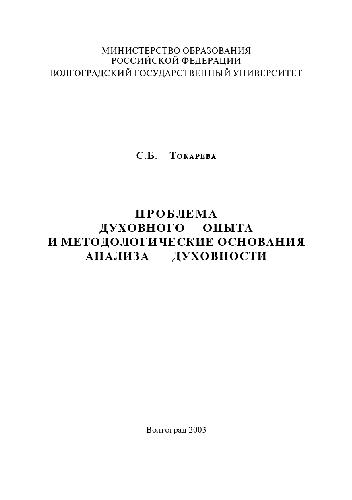 МИНИСТЕРСТВО ОБРАЗОВАНИЯ
РОССИЙСКОЙ ФЕДЕРАЦИИ
ВОЛГОГРАДСКИЙ ГОСУДАРСТВЕННЫЙ УНИВЕРСИТЕТ
С.Б. ТОКАРЕВА
ПРОБЛЕМА
ДУХОВНОГО ОПЫТА
И МЕТОДОЛОГИЧЕСКИЕ ОСНОВАНИЯ
АНАЛИЗА ДУХОВНОСТИ
Волгоград 2003